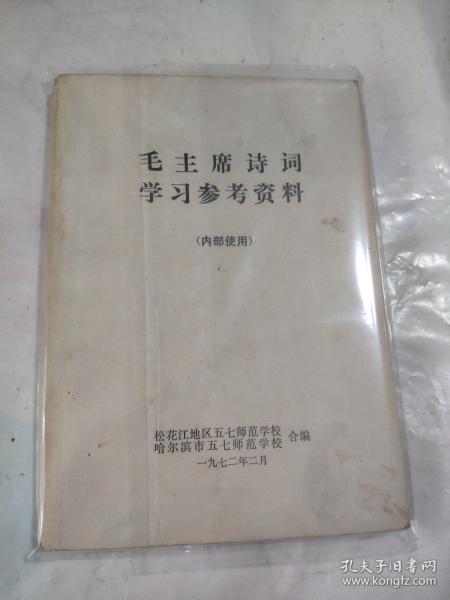 毛主席诗词
学习参考资料
(内部使用)
松花江地区五七师范学校
哈尔滨市五七师范学校
合编
一九七二年二月
孔夫子旧书网
www.kongfz.com